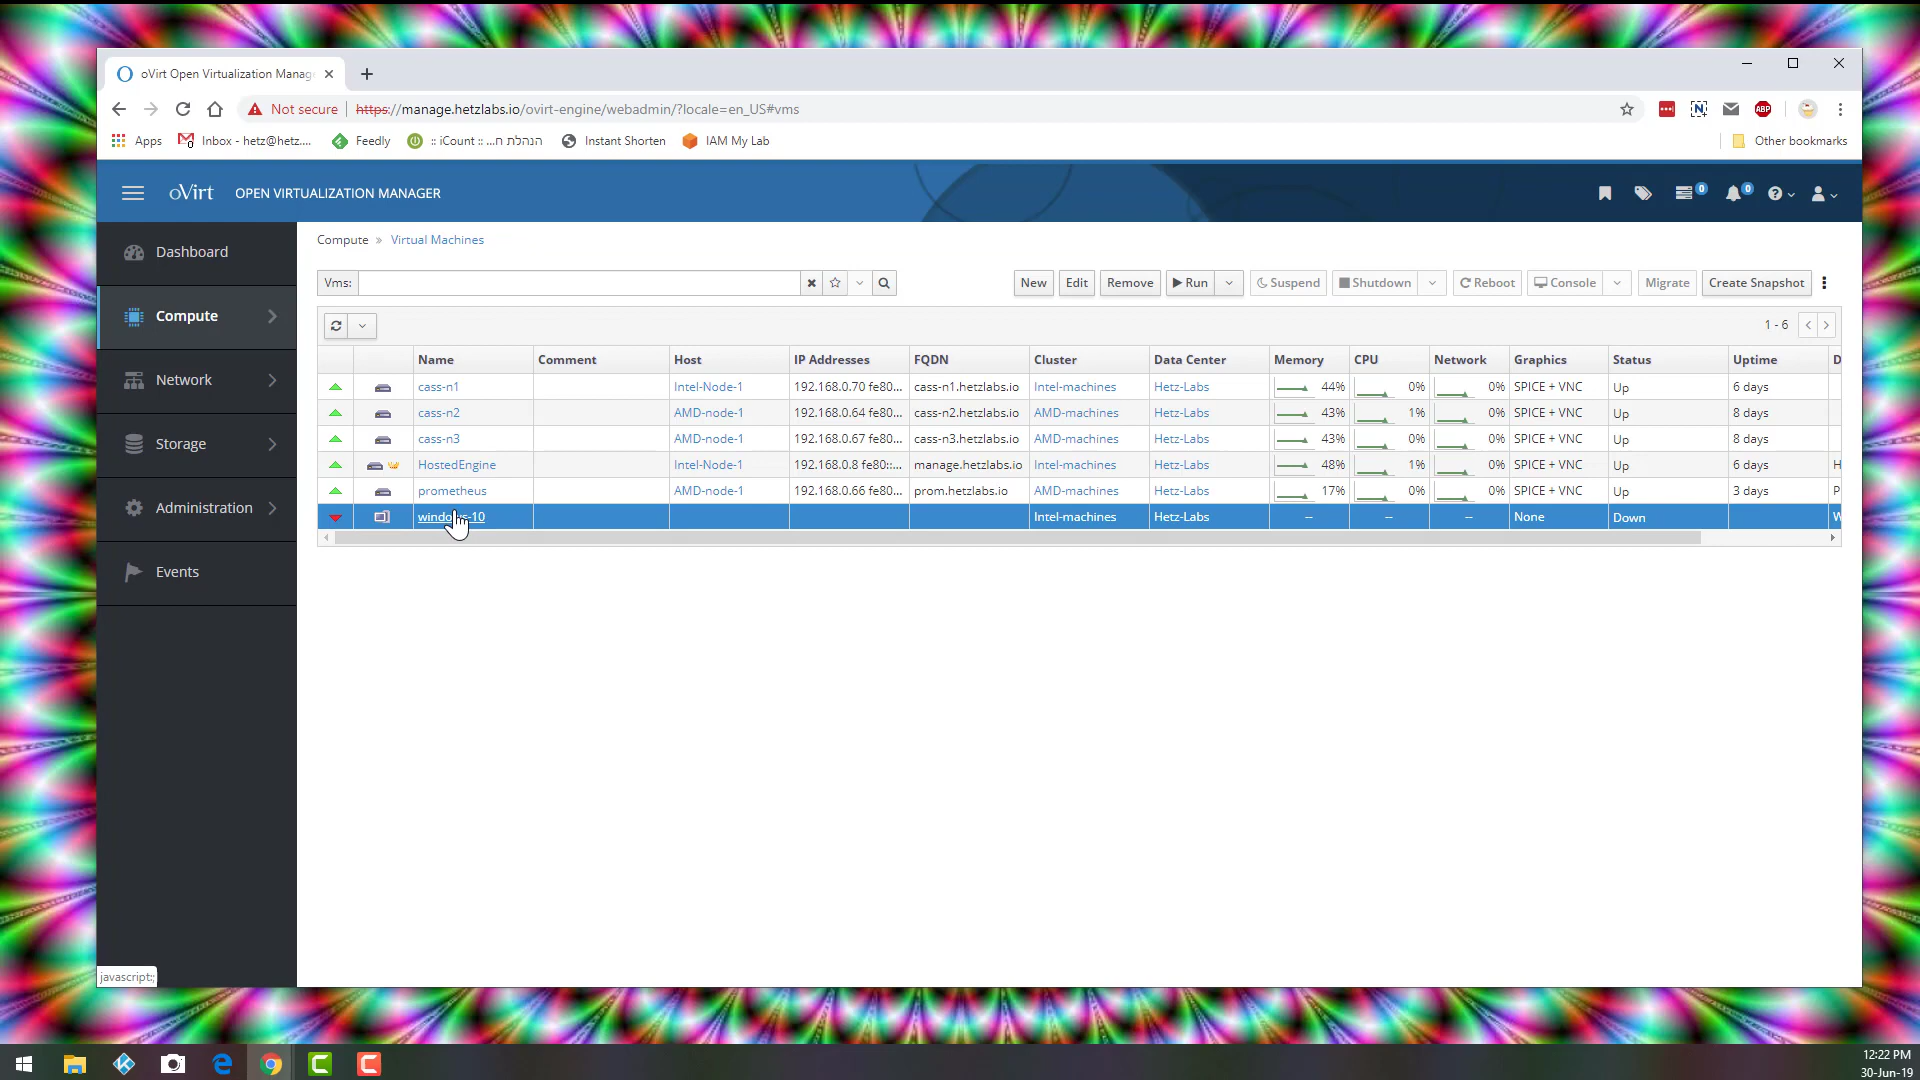 oVirt Open Virtualization Manag
Not secure https://manage.hetzlabs.io/ovirt-engine/webadmin/?locale=en_US#vms
Apps Inbox - hetz@hetz.... Feedly :: iCount ::...הנהלת ח Instant Shorten IAM My Lab Other bookmarks
oVirt OPEN VIRTUALIZATION MANAGER 0 0
Dashboard
Compute
Network
Storage
Administration
Events
Compute » Virtual Machines
Vms: New Edit Remove Run Suspend Shutdown Reboot Console Migrate Create Snapshot
1 - 6
Name Comment Host IP Addresses FQDN Cluster Data Center Memory CPU Network Graphics Status Uptime D
cass-n1 Intel-Node-1 192.168.0.70 fe80... cass-n1.hetzlabs.io Intel-machines Hetz-Labs 44% 0% 0% SPICE + VNC Up 6 days
cass-n2 AMD-node-1 192.168.0.64 fe80... cass-n2.hetzlabs.io AMD-machines Hetz-Labs 43% 1% 0% SPICE + VNC Up 8 days
cass-n3 AMD-node-1 192.168.0.67 fe80... cass-n3.hetzlabs.io AMD-machines Hetz-Labs 43% 0% 0% SPICE + VNC Up 8 days
HostedEngine Intel-Node-1 192.168.0.8 fe80::... manage.hetzlabs.io Intel-machines Hetz-Labs 48% 1% 0% SPICE + VNC Up 6 days H
prometheus AMD-node-1 192.168.0.66 fe80... prom.hetzlabs.io AMD-machines Hetz-Labs 17% 0% 0% SPICE + VNC Up 3 days P
windows-10 Intel-machines Hetz-Labs -- -- -- None Down W
javascript:;
12:22 PM
30-Jun-19